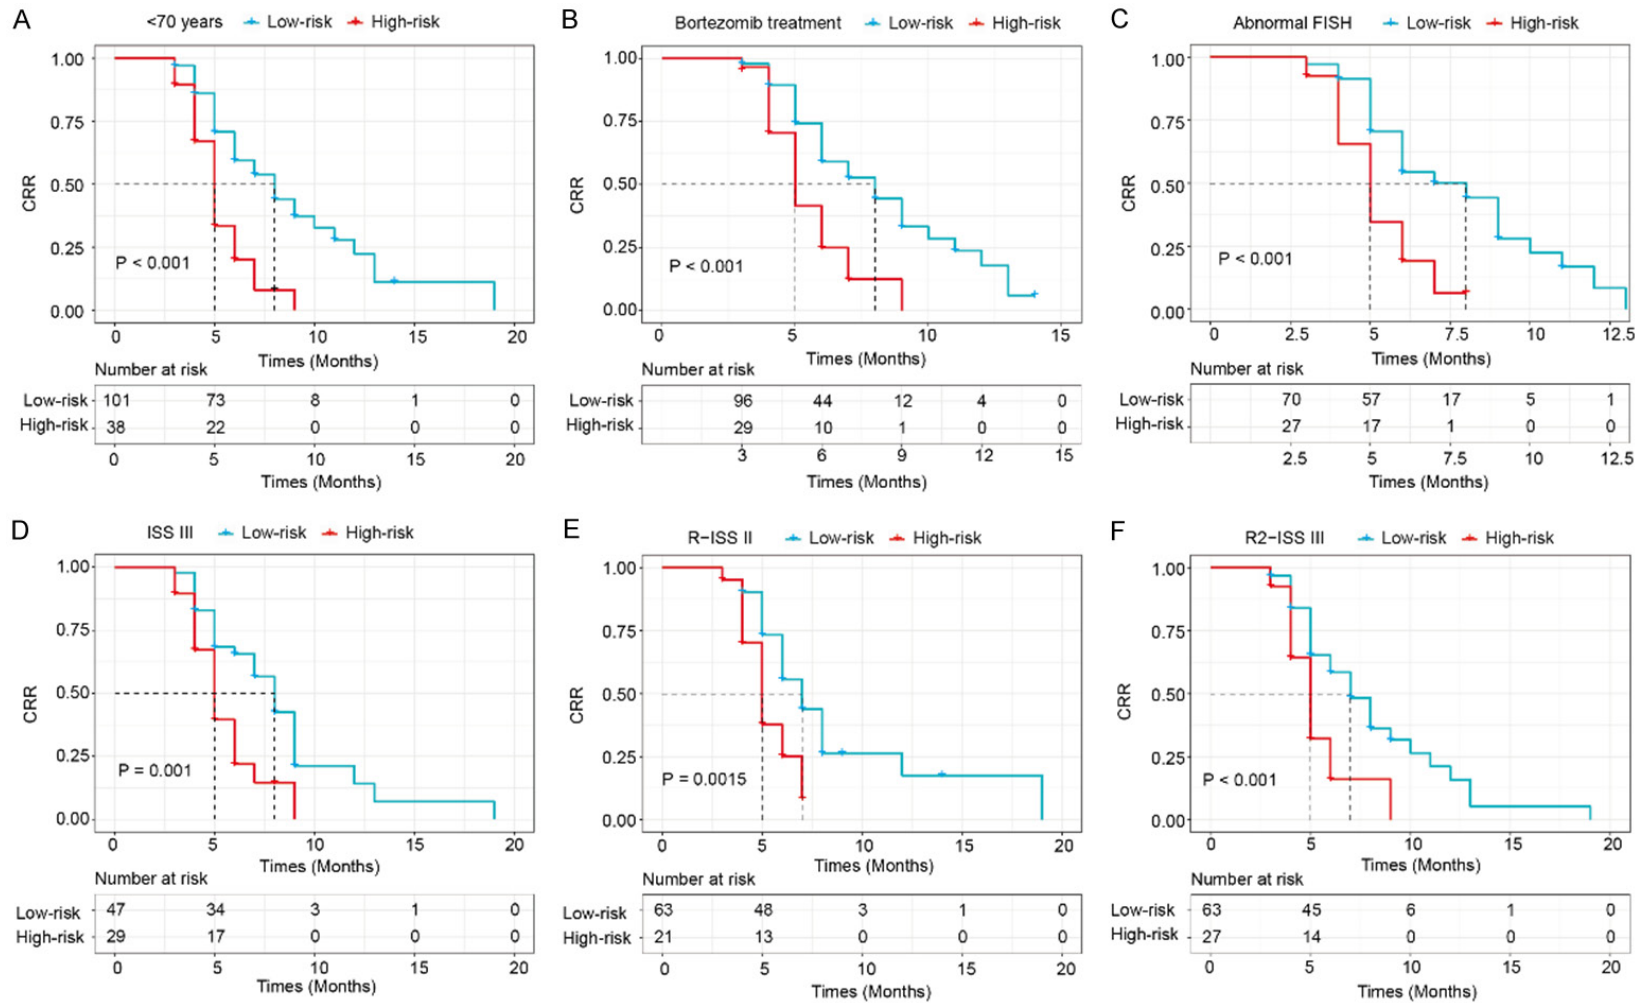 A <70 years Low-risk High-risk
1.00
0.75
0.50
0.25
0.00
CRR
P < 0.001
0 5 10 15 20
Times (Months)
Number at risk
Low-risk 101 73 8 1 0
High-risk 38 22 0 0 0
0 5 10 15 20
Times (Months)
B Bortezomib treatment Low-risk High-risk
1.00
0.75
0.50
0.25
0.00
CRR
P < 0.001
0 5 10 15
Times (Months)
Number at risk
Low-risk 96 44 12 4 0
High-risk 29 10 1 0 0
3 6 9 12 15
Times (Months)
C Abnormal FISH Low-risk High-risk
1.00
0.75
0.50
0.25
0.00
CRR
P < 0.001
0 2.5 5 7.5 10 12.5
Times (Months)
Number at risk
Low-risk 70 57 17 5 1
High-risk 27 17 1 0 0
2.5 5 7.5 10 12.5
Times (Months)
D ISS III Low-risk High-risk
1.00
0.75
0.50
0.25
0.00
CRR
P = 0.001
0 5 10 15 20
Times (Months)
Number at risk
Low-risk 47 34 3 1 0
High-risk 29 17 0 0 0
0 5 10 15 20
Times (Months)
E R−ISS II Low-risk High-risk
1.00
0.75
0.50
0.25
0.00
CRR
P = 0.0015
0 5 10 15 20
Times (Months)
Number at risk
Low-risk 63 48 3 1 0
High-risk 21 13 0 0 0
0 5 10 15 20
Times (Months)
F R2−ISS III Low-risk High-risk
1.00
0.75
0.50
0.25
0.00
CRR
P < 0.001
0 5 10 15 20
Times (Months)
Number at risk
Low-risk 63 45 6 1 0
High-risk 27 14 0 0 0
0 5 10 15 20
Times (Months)